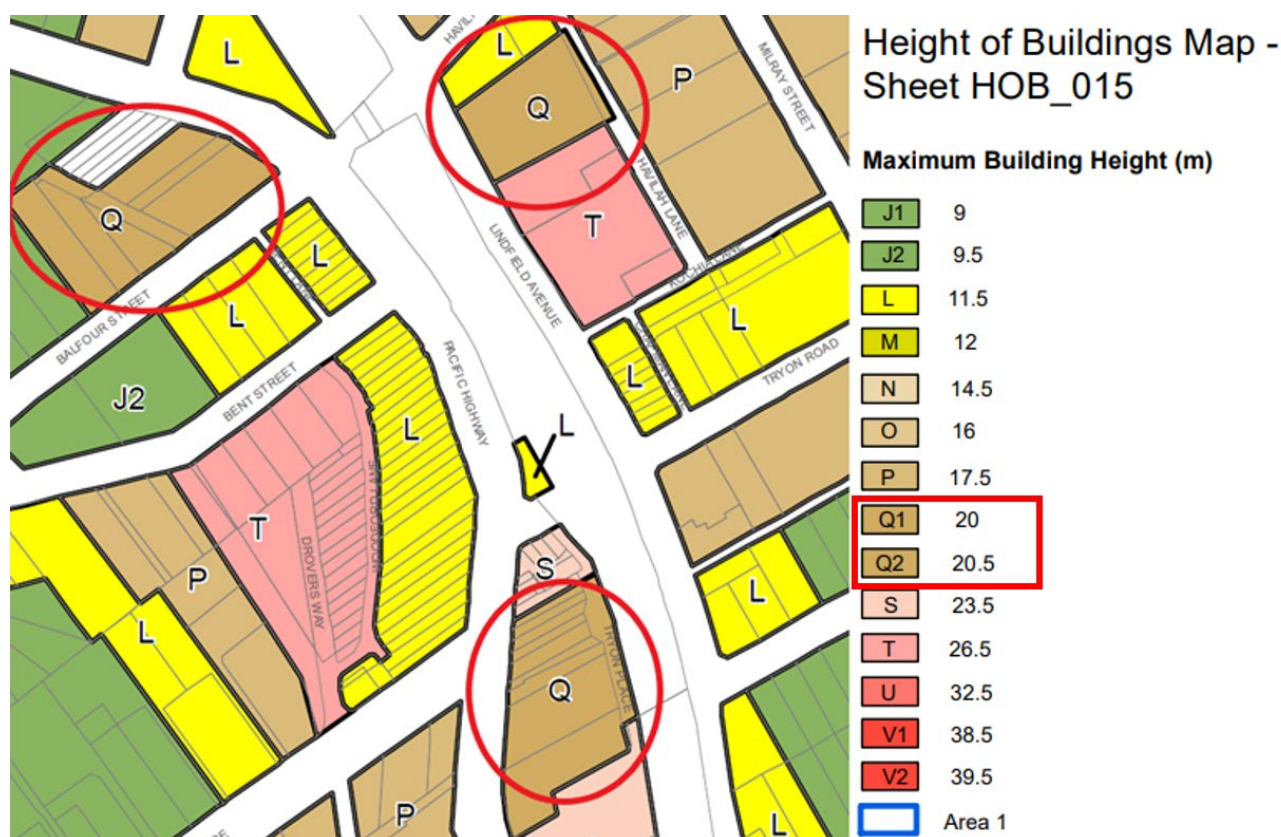 Height of Buildings Map -
Sheet HOB_015
Maximum Building Height (m)
J1 9
J2 9.5
L 11.5
M 12
N 14.5
O 16
P 17.5
Q1 20
Q2 20.5
S 23.5
T 26.5
U 32.5
V1 38.5
V2 39.5
Area 1
L
L
P
MILRAY STREET
Q
HAVILAH LANE
Q
T
L
LINDFIELD AVENUE
KOCHIA LANE
BALFOUR STREET
L
L
TRYON ROAD
PACIFIC HIGHWAY
L
J2
BENT STREET
L
L
T
WOODFORD LANE
DROVERS WAY
S
P
L
L
TRYON PLACE
Q
P
L